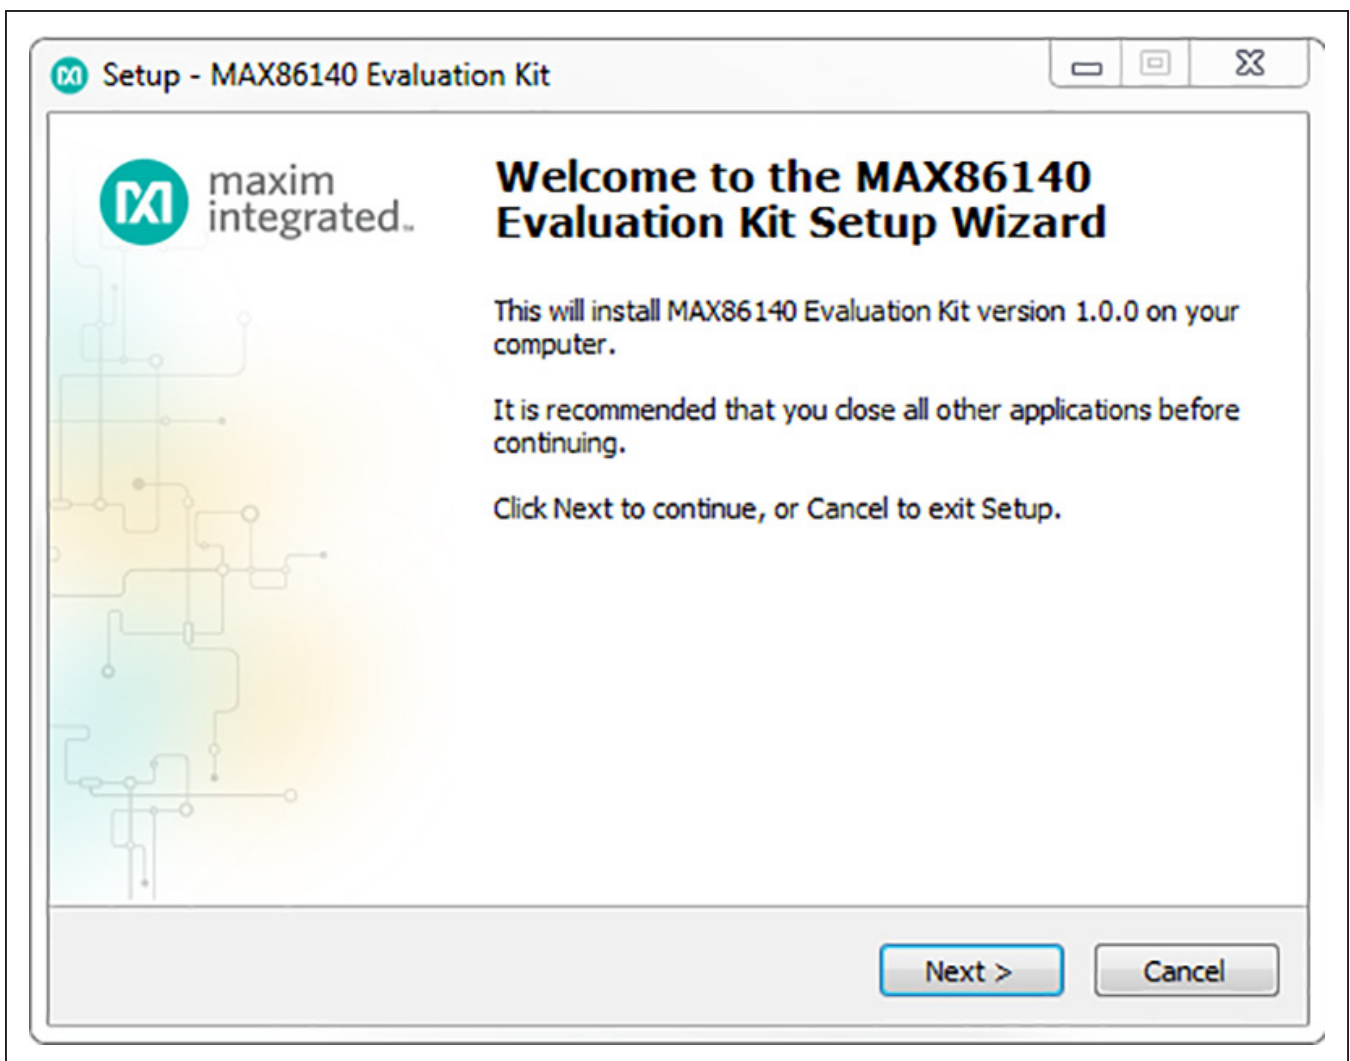 Setup - MAX86140 Evaluation Kit
maxim
integrated™
Welcome to the MAX86140
Evaluation Kit Setup Wizard
This will install MAX86140 Evaluation Kit version 1.0.0 on your
computer.
It is recommended that you close all other applications before
continuing.
Click Next to continue, or Cancel to exit Setup.
Next >
Cancel